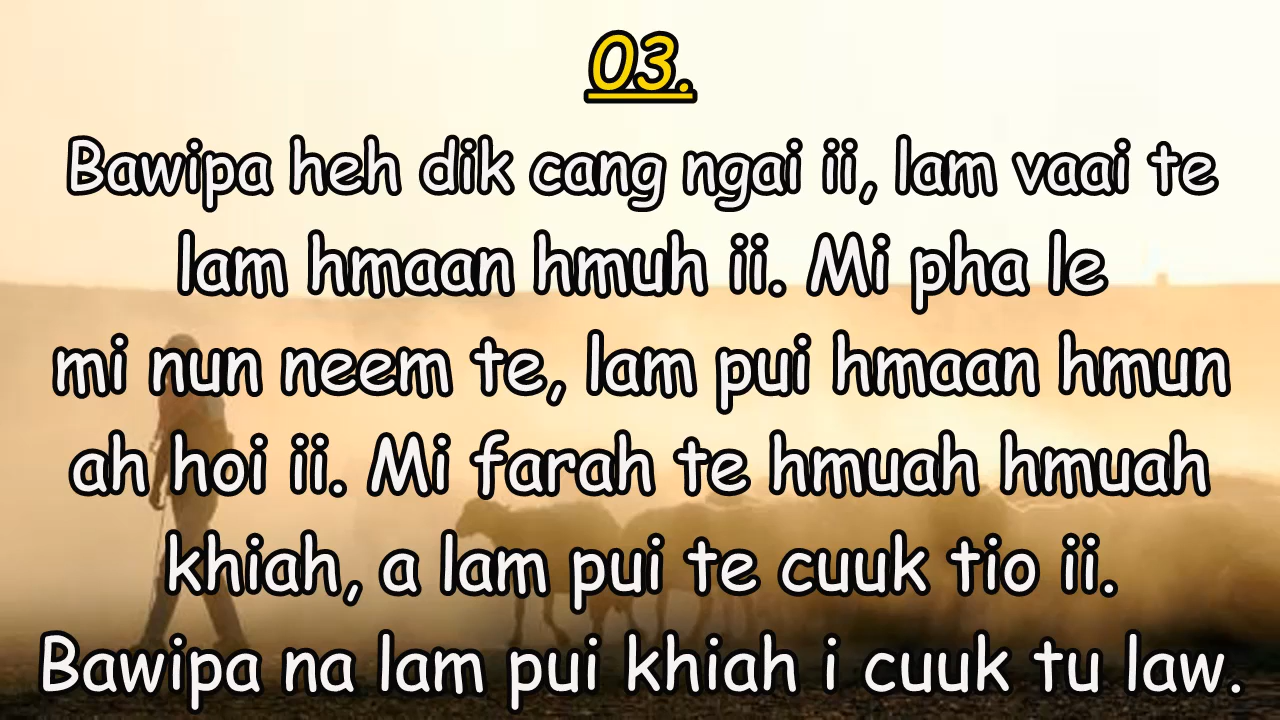 03.
Bawipa heh dik cang ngai ii, lam vaai te
lam hmaan hmuh ii. Mi pha le
mi nun neem te, lam pui hmaan hmun
ah hoi ii. Mi farah te hmuah hmuah
khiah, a lam pui te cuuk tio ii.
Bawipa na lam pui khiah i cuuk tu law.